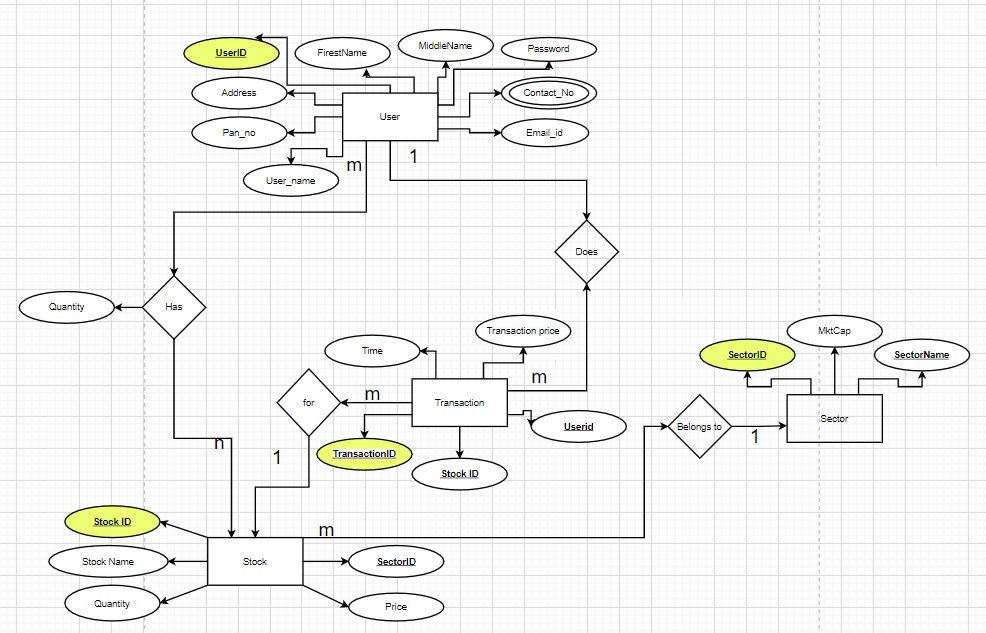 MiddleName
Password
UserID
FirestName
Address
Contact_No
User
Pan_no
Email_id
1
m
User_name
Does
Quantity
Has
Transaction price
MktCap
Time
SectorID
SectorName
m
m
for
Transaction
Sector
Userid
Belongs to
1
n
TransactionID
1
Stock ID
Stock ID
m
Stock Name
Stock
SectorID
Quantity
Price